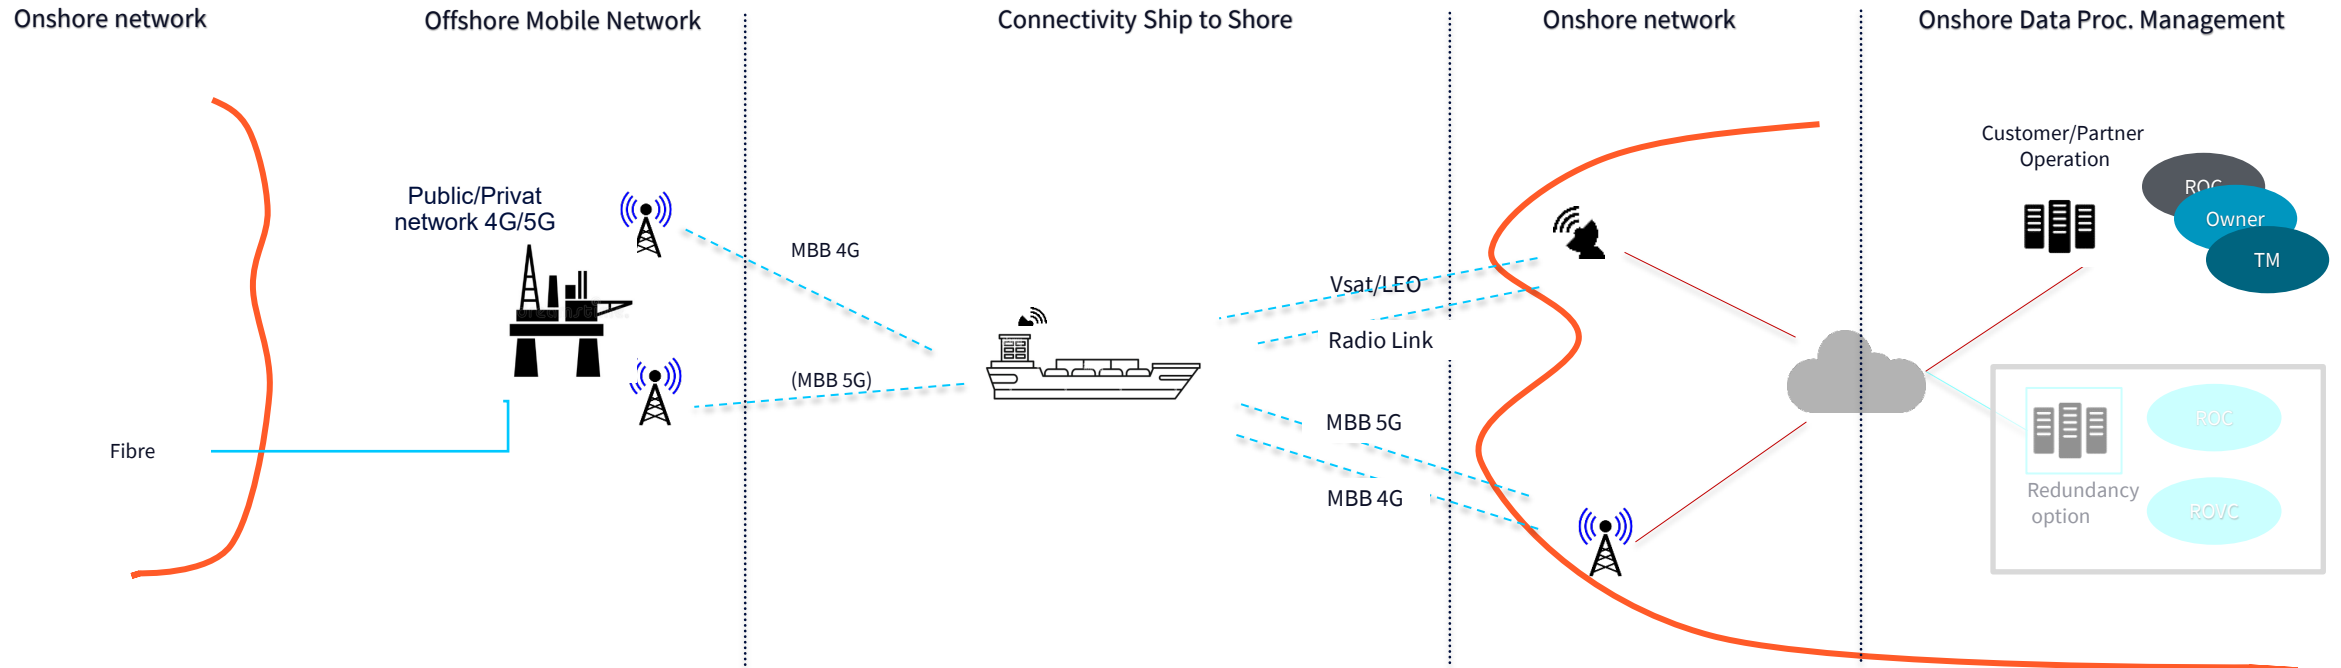 Onshore network
Offshore Mobile Network
Connectivity Ship to Shore
Onshore network
Onshore Data Proc. Management
Public/Privat
network 4G/5G
Fibre
MBB 4G
(MBB 5G)
Vsat/LEO
Radio Link
MBB 5G
MBB 4G
Customer/Partner
Operation
ROC
Owner
TM
Redundancy
option
ROC
ROVC